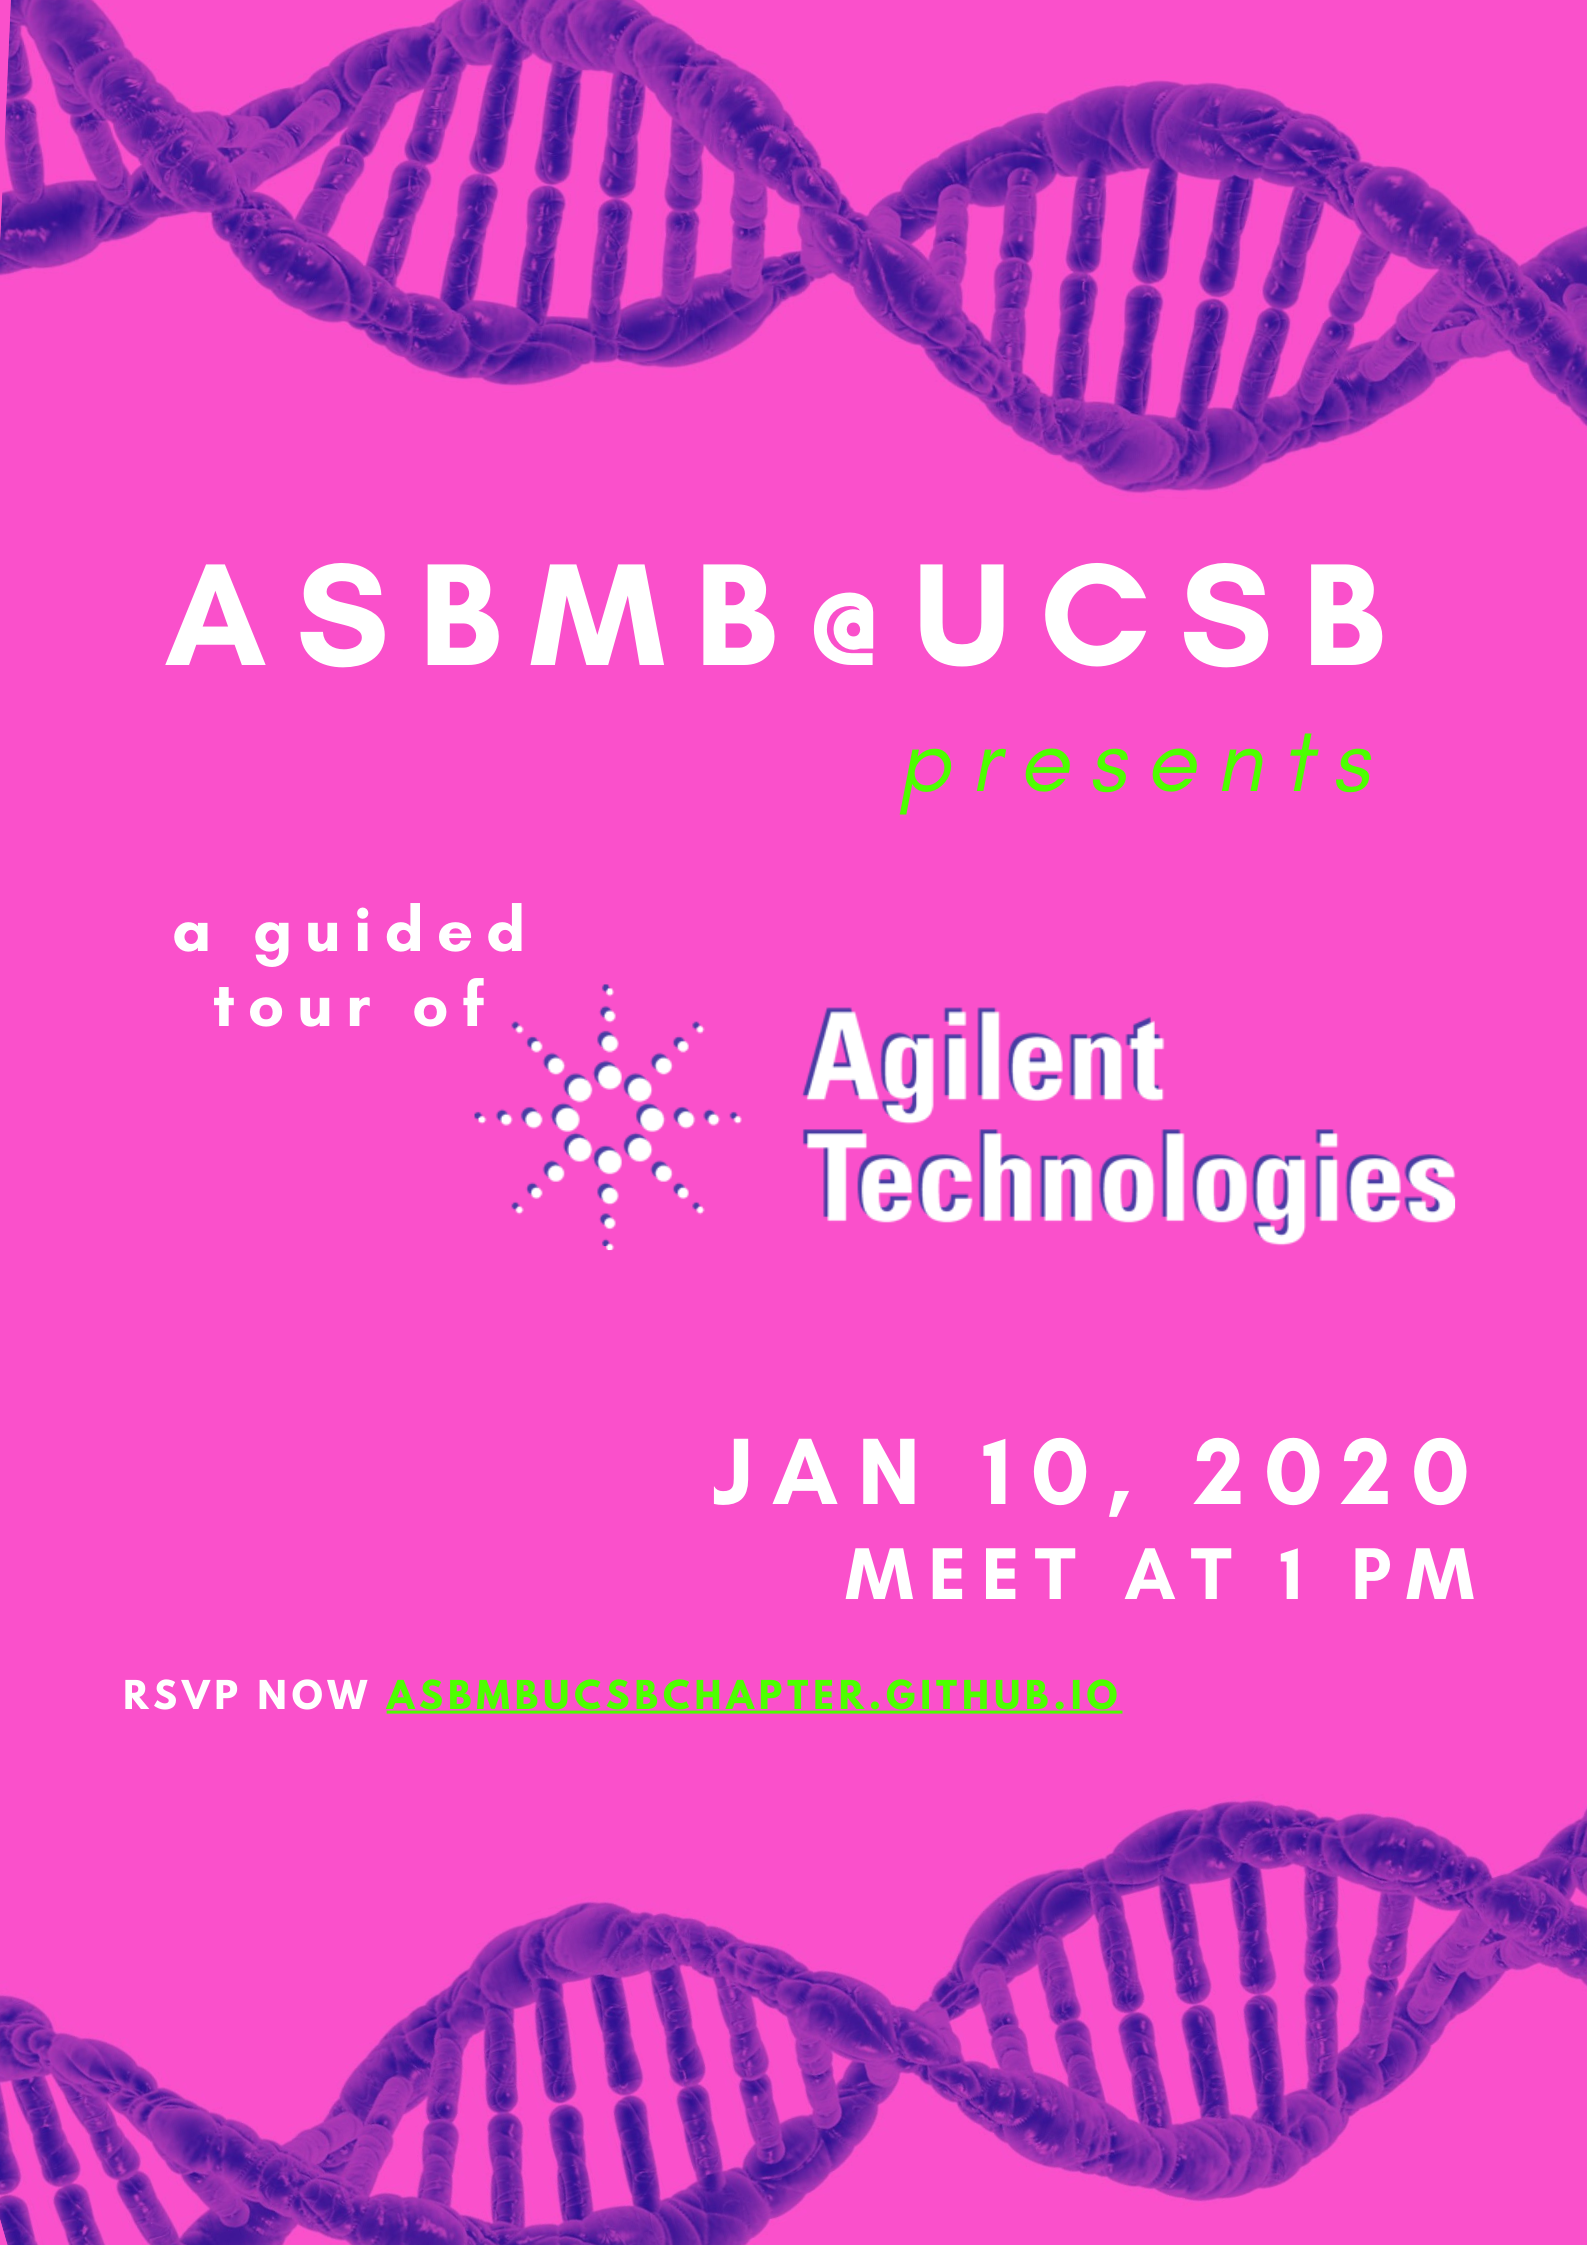 ASBMB@UCSB
presents
a guided
tour of
Agilent
Technologies
JAN 10, 2020
MEET AT 1 PM
RSVP NOW ASBMBUCSBCHAPTER.GITHUB.IO